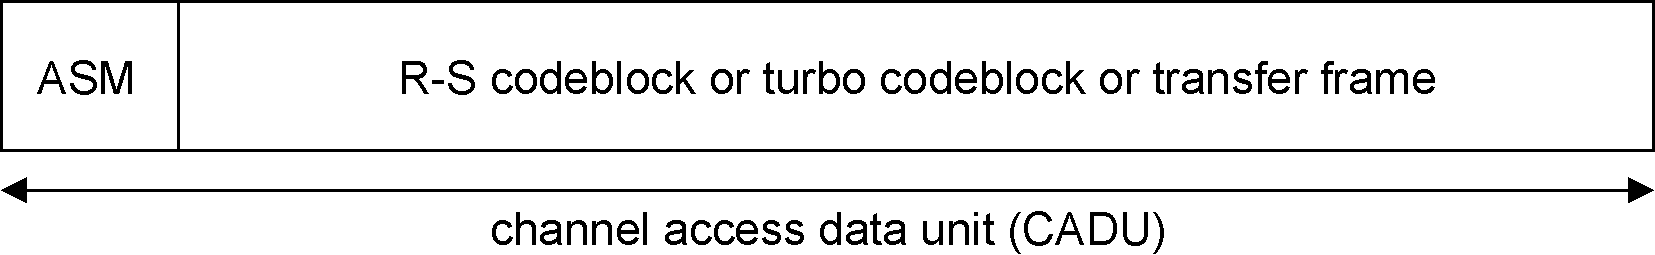 ASM
R-S codeblock or turbo codeblock or transfer frame
channel access data unit (CADU)